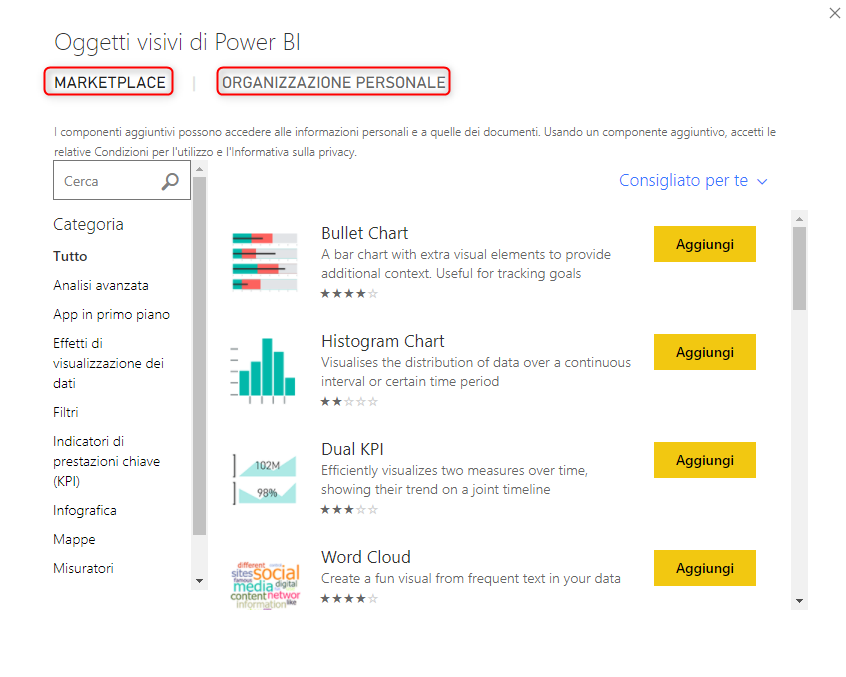 Oggetti visivi di Power BI
MARKETPLACE | ORGANIZZAZIONE PERSONALE
I componenti aggiuntivi possono accedere alle informazioni personali e a quelle dei documenti. Usando un componente aggiuntivo, accetti le
relative Condizioni per l'utilizzo e l'Informativa sulla privacy.
Cerca
Consigliato per te
Categoria
Tutto
Analisi avanzata
App in primo piano
Effetti di
visualizzazione dei
dati
Filtri
Indicatori di
prestazioni chiave
(KPI)
Infografica
Mappe
Misuratori
Bullet Chart
A bar chart with extra visual elements to provide
additional context. Useful for tracking goals
Aggiungi
Histogram Chart
Visualises the distribution of data over a continuous
interval or certain time period
Aggiungi
102M
98%
Dual KPI
Efficiently visualizes two measures over time,
showing their trend on a joint timeline
Aggiungi
different
sites social
famous media digital
content networ
information like
Word Cloud
Create a fun visual from frequent text in your data
Aggiungi